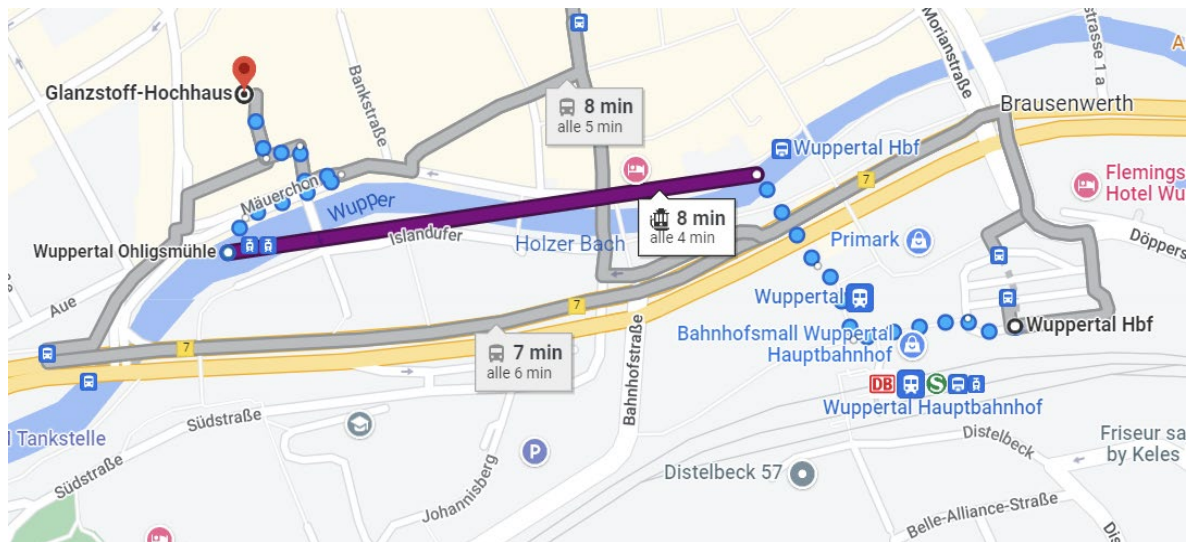 Glanzstoff-Hochhaus
Bankstraße
8 min
alle 5 min
Morianstraße
Brausenwerth
Wuppertal Hbf
Flemings
Hotel Wu
Mäuerchen
Wupper
7
8 min
alle 4 min
Islandufer
Holzer Bach
Wuppertal Ohligsmühle
Primark
Döppers
Aue
7
Wuppertal
Wuppertal Hbf
7
7 min
alle 6 min
Bahnhofsmall Wuppertal
Hauptbahnhof
Bahnhofstraße
DB
S
Wuppertal Hauptbahnhof
Südstraße
Tankstelle
P
Distelbeck
Friseur sa
by Keles
Distelbeck 57
Südstraße
Johannisberg
Belle-Alliance-Straße
Dis